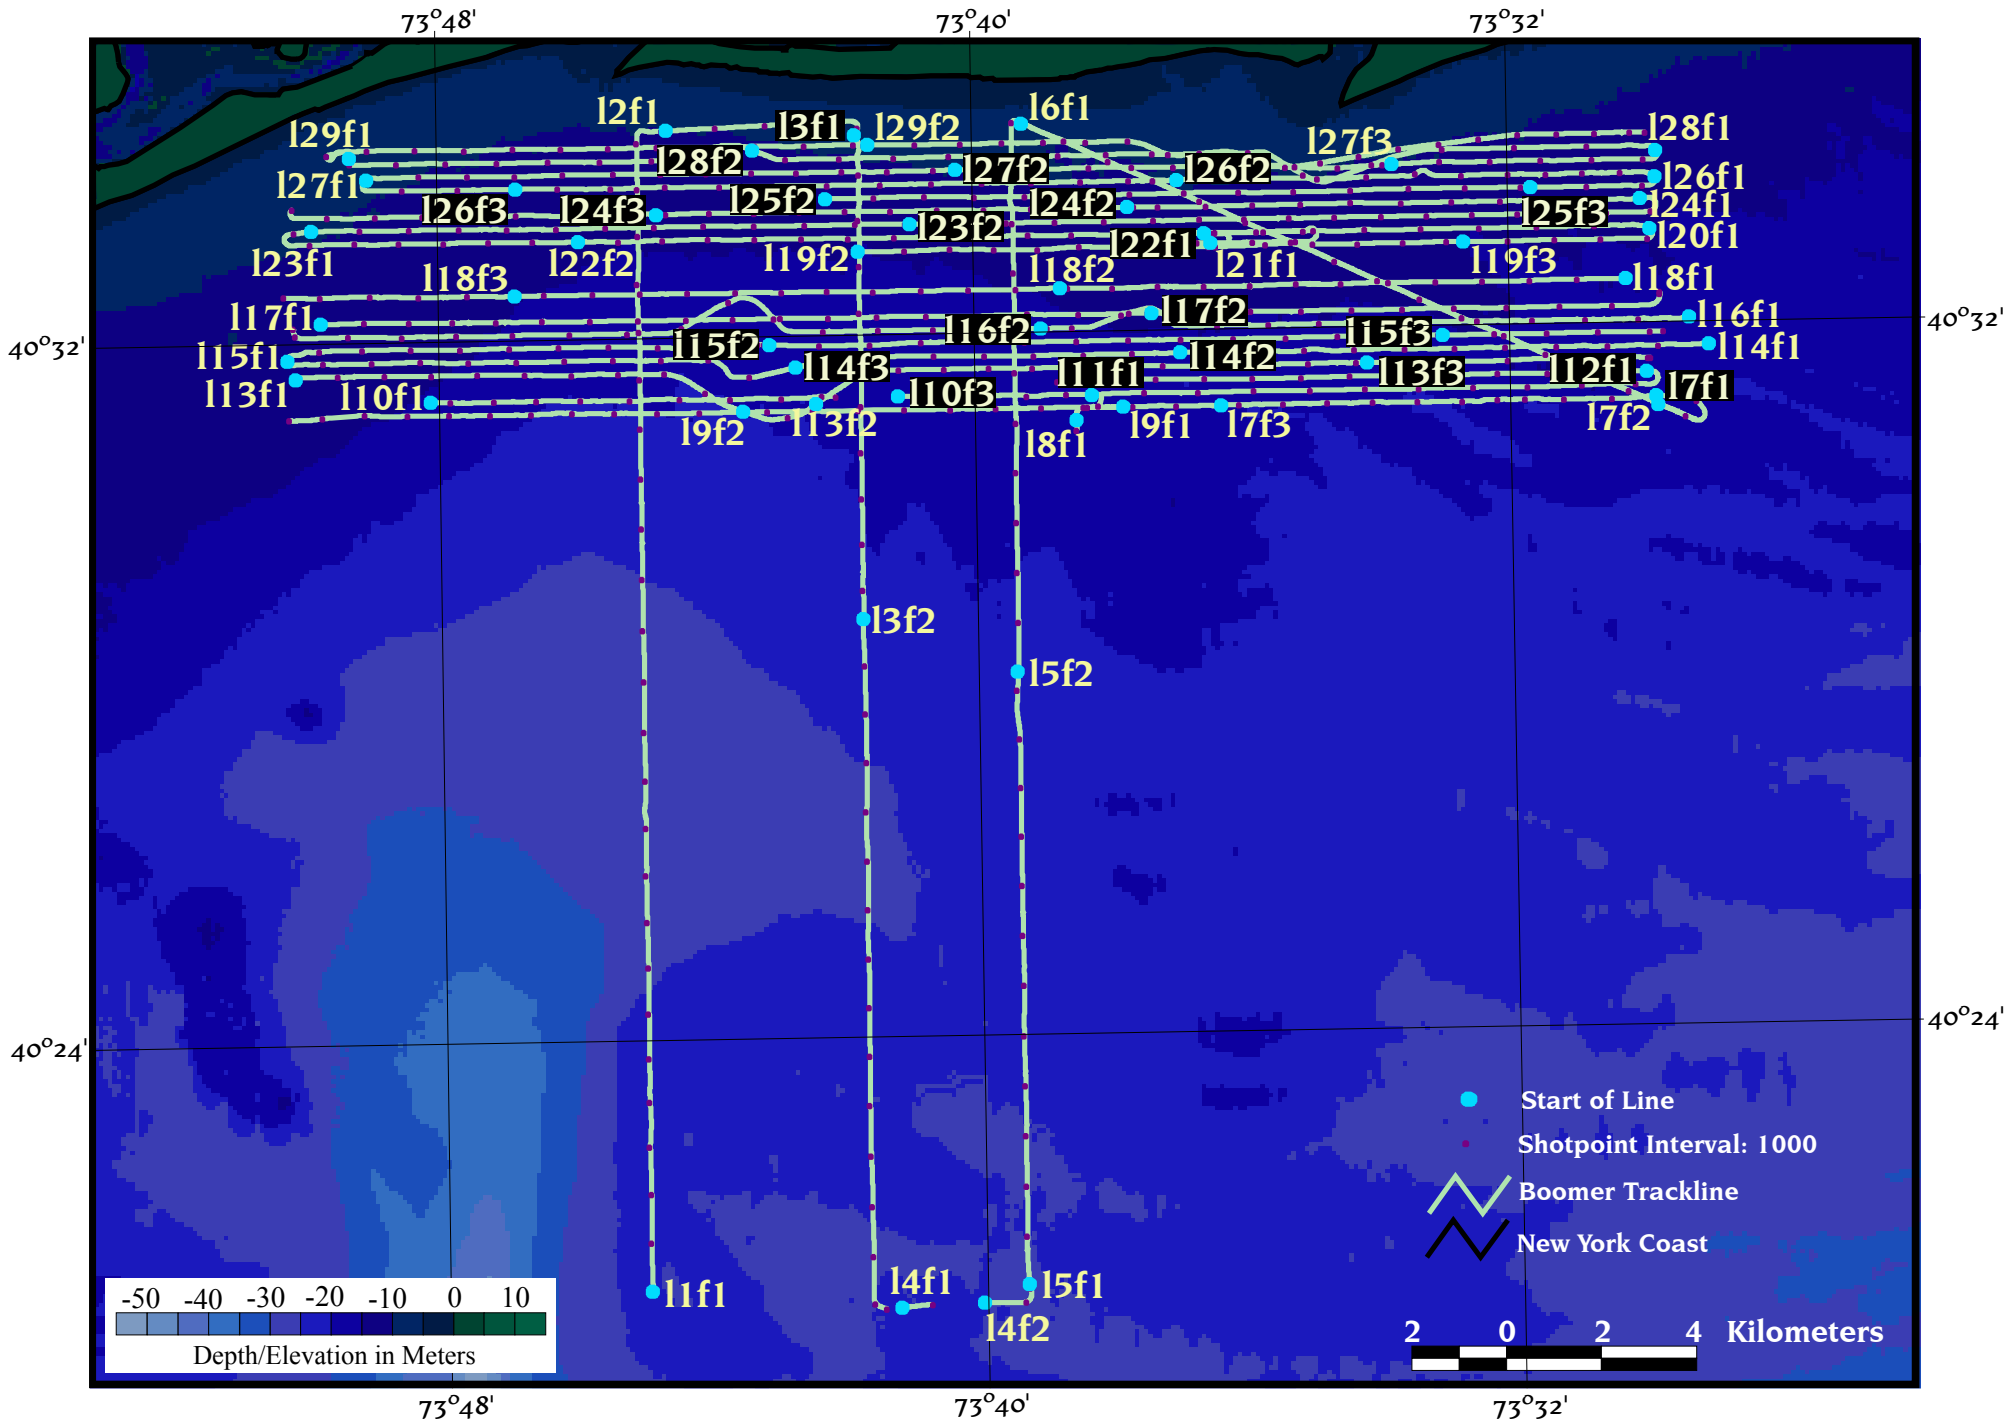 73°48' 73°40' 73°32'
l2f1 l3f1 l29f2 l6f1 l27f3 l28f1
l29f1 l28f2 l27f2 l26f2
l27f1 l26f3 l24f3 l25f2 l24f2 l25f3 l26f1
l24f1
l23f2 l22f1 l20f1
l23f1 l22f2 l19f2 l18f2 l21f1 l19f3
l18f3 l18f1
l17f1 l16f2 l17f2 l15f3 l16f1
40°32' 40°32'
l15f1 l15f2 l14f3 l14f2 l14f1
l13f1 l10f1 l10f3 l11f1 l13f3 l12f1 l7f1
l9f2 l13f2 l8f1 l9f1 l7f3 l7f2
l3f2
l5f2
40°24' 40°24'
Start of Line
Shotpoint Interval: 1000
Boomer Trackline
New York Coast
l1f1 l4f1 l5f1
l4f2
-50 -40 -30 -20 -10 0 10
Depth/Elevation in Meters
2 0 2 4 Kilometers
73°48' 73°40' 73°32'